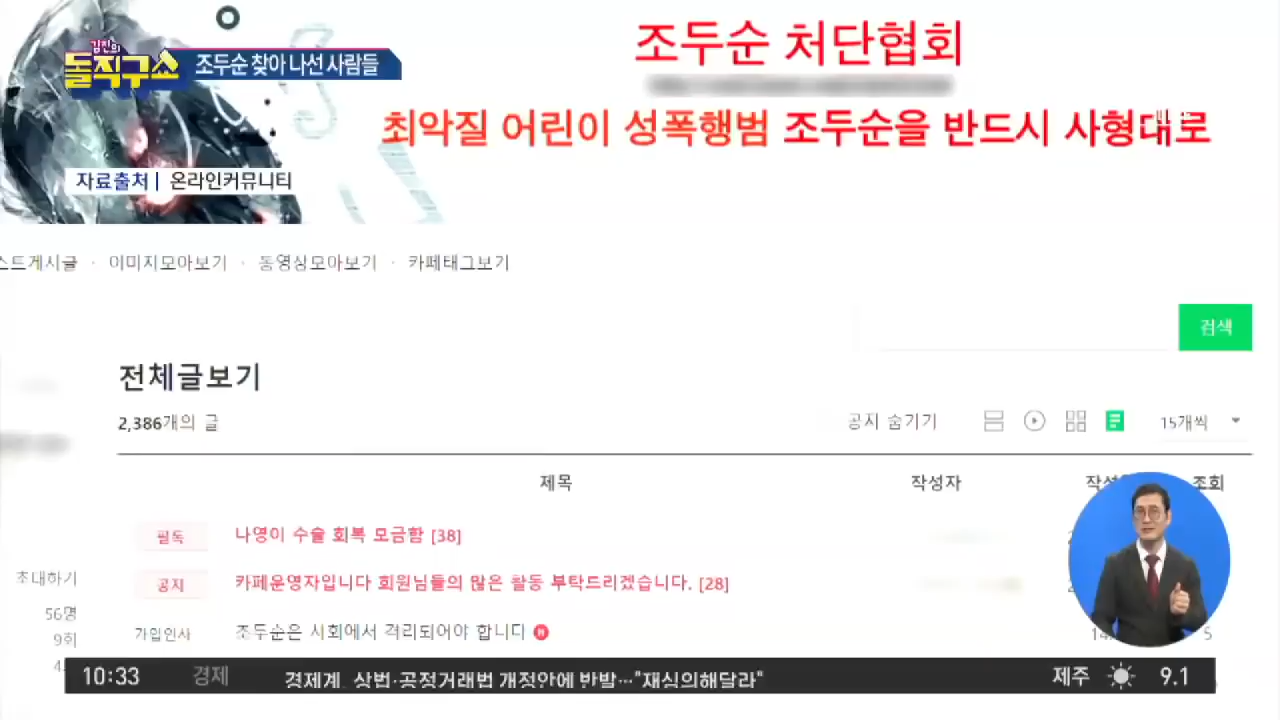 조두순 처단협회
김진의
돌직구쇼
조두순 찾아 나선 사람들
최악질 어린이 성폭행범 조두순을 반드시 사형대로
자료출처 | 온라인커뮤니티
스트게시글 · 이미지모아보기 · 동영상모아보기 · 카페태그보기
검색
전체글보기
2,386개의 글
공지 숨기기
15개씩
제목
작성자
조회
필독 나영이 수술 회복 모금함 [38]
공지 카페운영자입니다 회원님들의 많은 활동 부탁드리겠습니다. [28]
초대하기
56명
9회
가입인사 조두순은 사회에서 격리되어야 합니다 N
5
10:33 경제 경제계, 상법·공정거래법 개정안에 반발…"재심의해달라" 제주 9.1